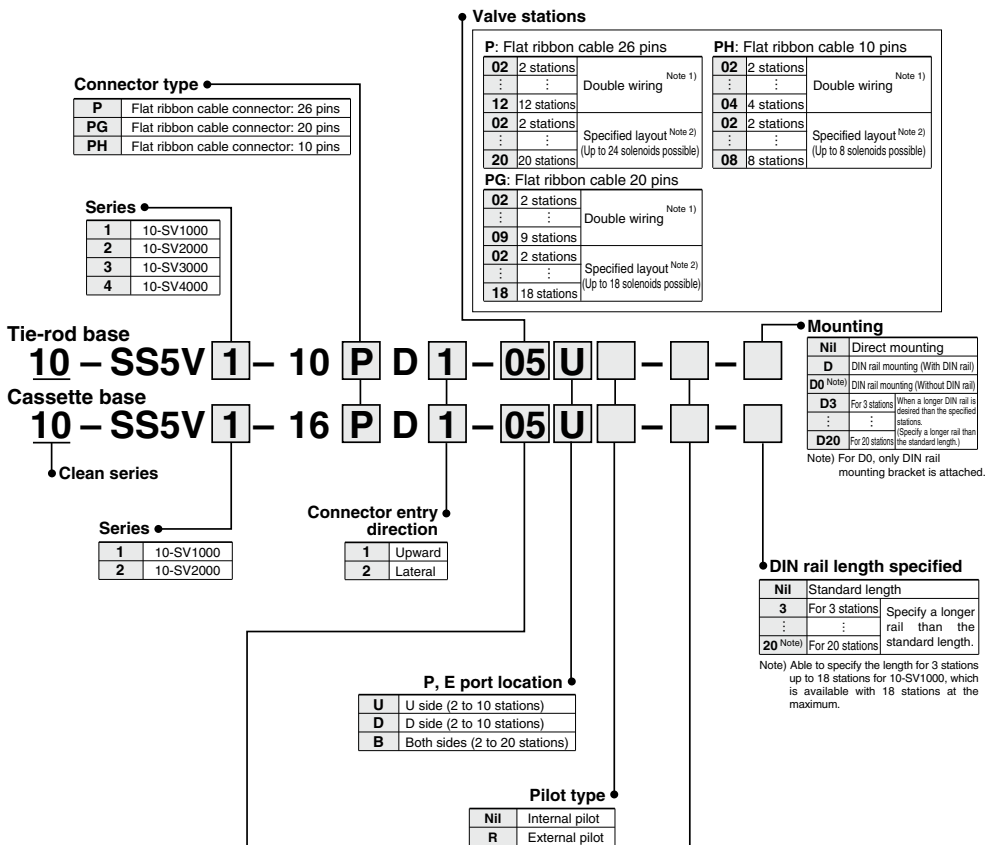 Valve stations
P: Flat ribbon cable 26 pins
02 2 stations
⋮ ⋮
12 12 stations
Double wiring Note 1)
02 2 stations
⋮ ⋮
20 20 stations
Specified layout Note 2)
(Up to 24 solenoids possible)
PH: Flat ribbon cable 10 pins
02 2 stations
⋮ ⋮
04 4 stations
Double wiring Note 1)
02 2 stations
⋮ ⋮
08 8 stations
Specified layout Note 2)
(Up to 8 solenoids possible)
PG: Flat ribbon cable 20 pins
02 2 stations
⋮ ⋮
09 9 stations
Double wiring Note 1)
02 2 stations
⋮ ⋮
18 18 stations
Specified layout Note 2)
(Up to 18 solenoids possible)
Connector type
P Flat ribbon cable connector: 26 pins
PG Flat ribbon cable connector: 20 pins
PH Flat ribbon cable connector: 10 pins
Series
1 10-SV1000
2 10-SV2000
3 10-SV3000
4 10-SV4000
Tie-rod base
10 – SS5V 1 – 10 P D 1 – 05 U – –
Cassette base
10 – SS5V 1 – 16 P D 1 – 05 U – –
Clean series
Mounting
Nil Direct mounting
D DIN rail mounting (With DIN rail)
D0 Note) DIN rail mounting (Without DIN rail)
D3 For 3 stations
⋮ ⋮
D20 For 20 stations
When a longer DIN rail is
desired than the specified
stations.
(Specify a longer rail than
the standard length.)
Note) For D0, only DIN rail
mounting bracket is attached.
Series
1 10-SV1000
2 10-SV2000
Connector entry
direction
1 Upward
2 Lateral
DIN rail length specified
Nil Standard length
3 For 3 stations
⋮ ⋮
20 Note) For 20 stations
Specify a longer
rail than the
standard length.
Note) Able to specify the length for 3 stations
up to 18 stations for 10-SV1000, which
is available with 18 stations at the
maximum.
P, E port location
U U side (2 to 10 stations)
D D side (2 to 10 stations)
B Both sides (2 to 20 stations)
Pilot type
Nil Internal pilot
R External pilot